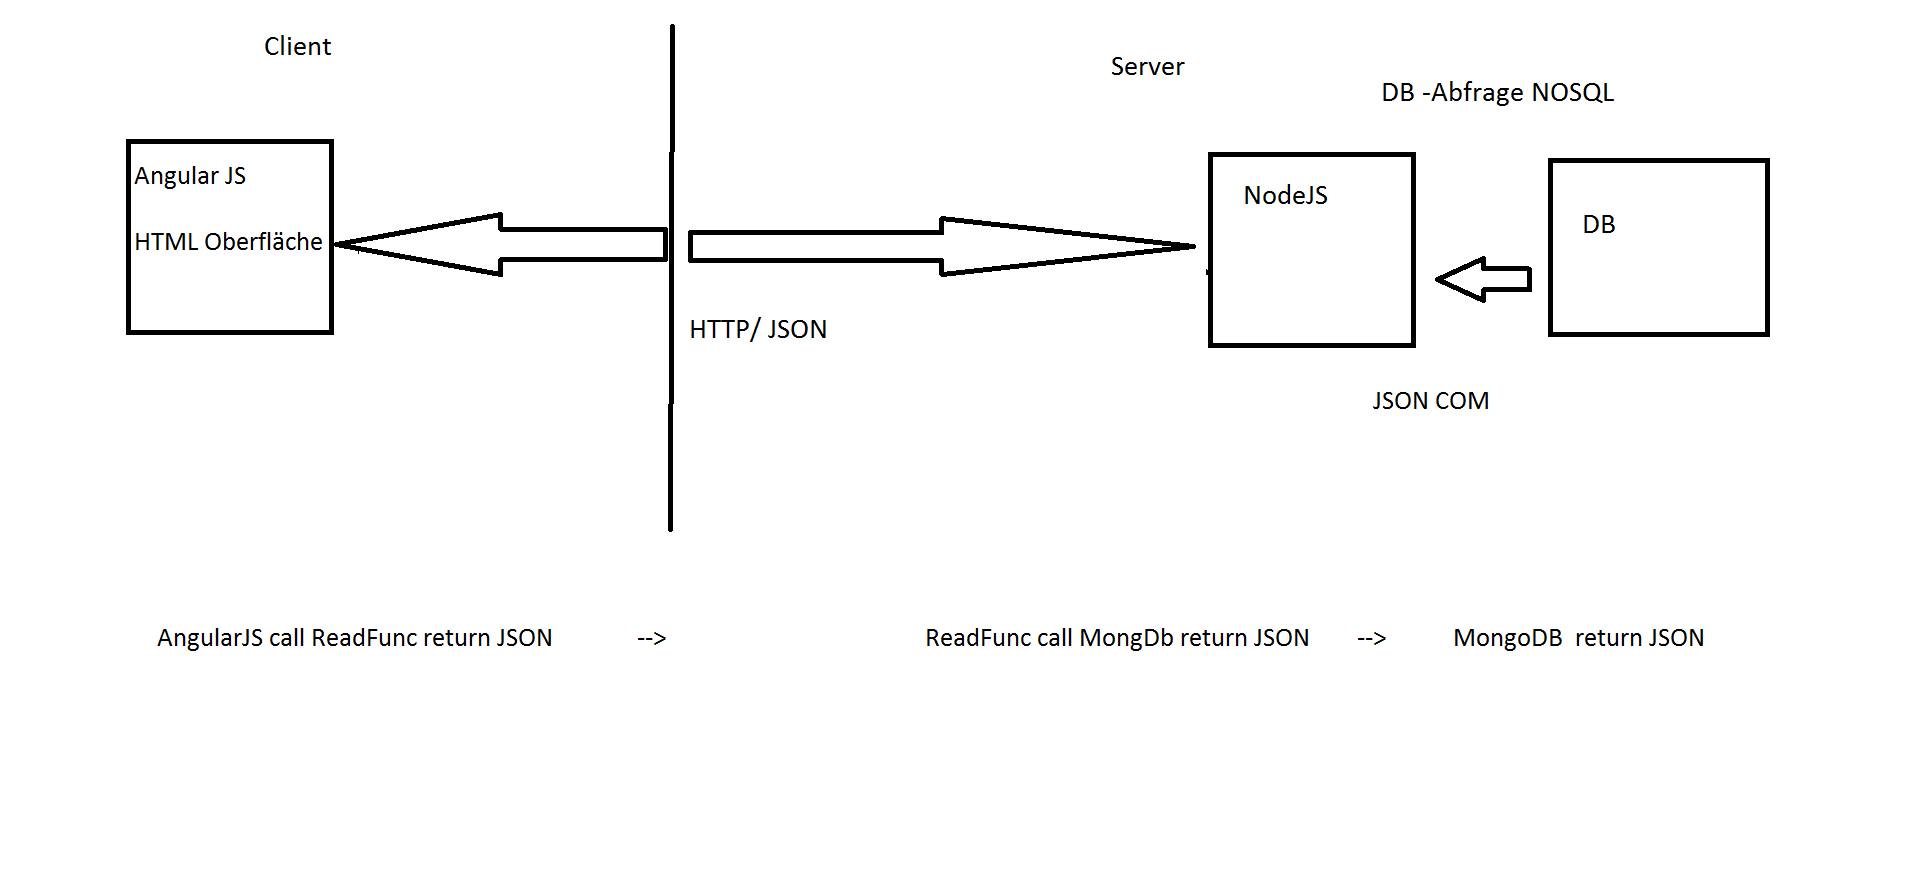 Client
Server
DB -Abfrage NOSQL
Angular JS
NodeJS
DB
HTML Oberfläche
HTTP/ JSON
JSON COM
AngularJS call ReadFunc return JSON -->
ReadFunc call MongDb return JSON --> MongoDB return JSON